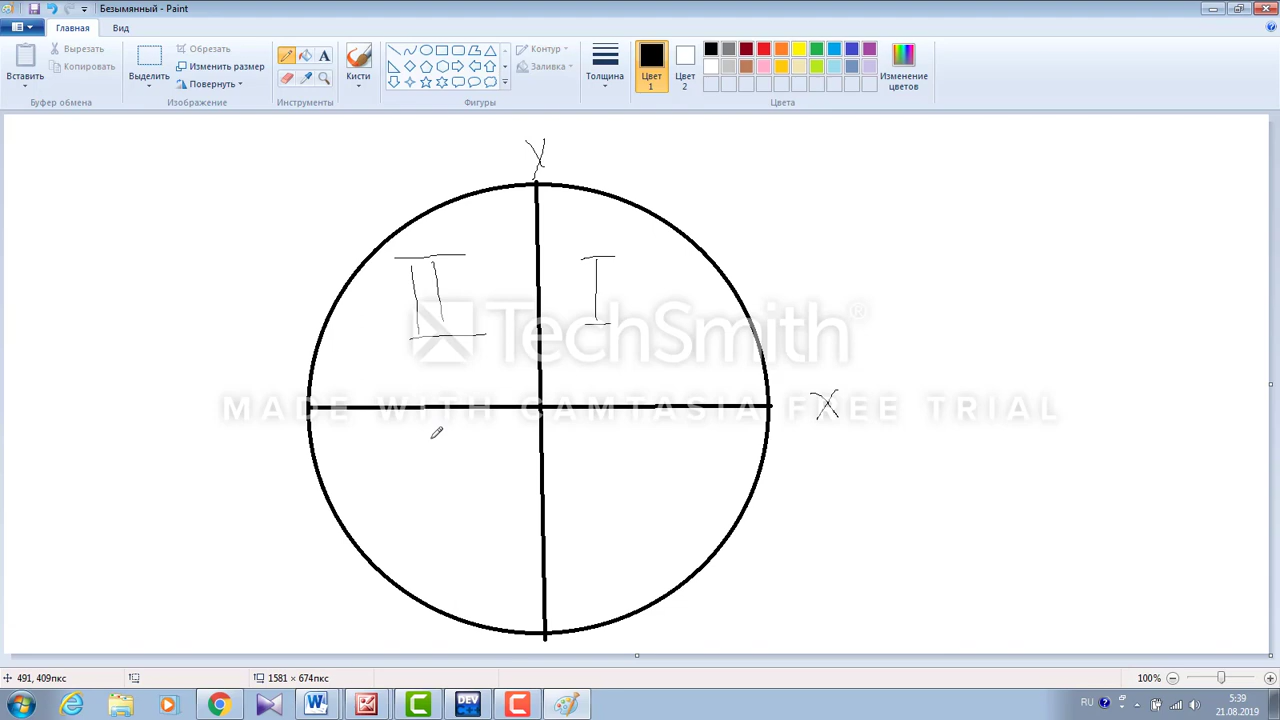 Безымянный - Paint
Главная
Вид
Вставить
Вырезать
Копировать
Буфер обмена
Выделить
Обрезать
Изменить размер
Повернуть
Изображение
A
Инструменты
Кисти
Фигуры
Контур
Заливка
Толщина
Цвет 1
Цвет 2
Изменение цветов
Цвета
Y
II
I
TechSmith®
MADE WITH CAMTASIA FREE TRIAL
X
491, 409пкс
1581 × 674пкс
100%
RU
5:39
21.08.2019